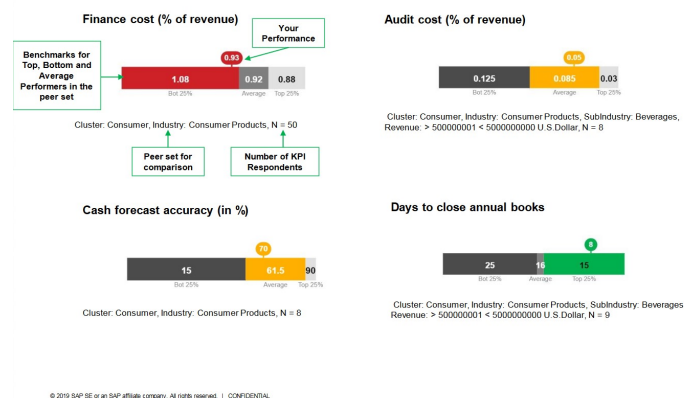 Finance cost (% of revenue)
Your
Performance
Benchmarks for
Top, Bottom and
Average
Performers in the
peer set
0.93
1.08
0.92
0.88
Bot 25%
Average
Top 25%
Cluster: Consumer, Industry: Consumer Products, N = 50
Peer set for
comparison
Number of KPI
Respondents
Audit cost (% of revenue)
0.05
0.125
0.085
0.03
Bot 25%
Average
Top 25%
Cluster: Consumer, Industry: Consumer Products, SubIndustry: Beverages,
Revenue: > 500000001 < 5000000000 U.S.Dollar, N = 8
Cash forecast accuracy (in %)
70
15
61.5
90
Bot 25%
Average
Top 25%
Cluster: Consumer, Industry: Consumer Products, N = 8
Days to close annual books
8
25
16
15
Bot 25%
Average
Top 25%
Cluster: Consumer, Industry: Consumer Products, SubIndustry: Beverages
Revenue: > 500000001 < 5000000000 U.S.Dollar, N = 9
© 2019 SAP SE or an SAP affiliate company. All rights reserved. | CONFIDENTIAL